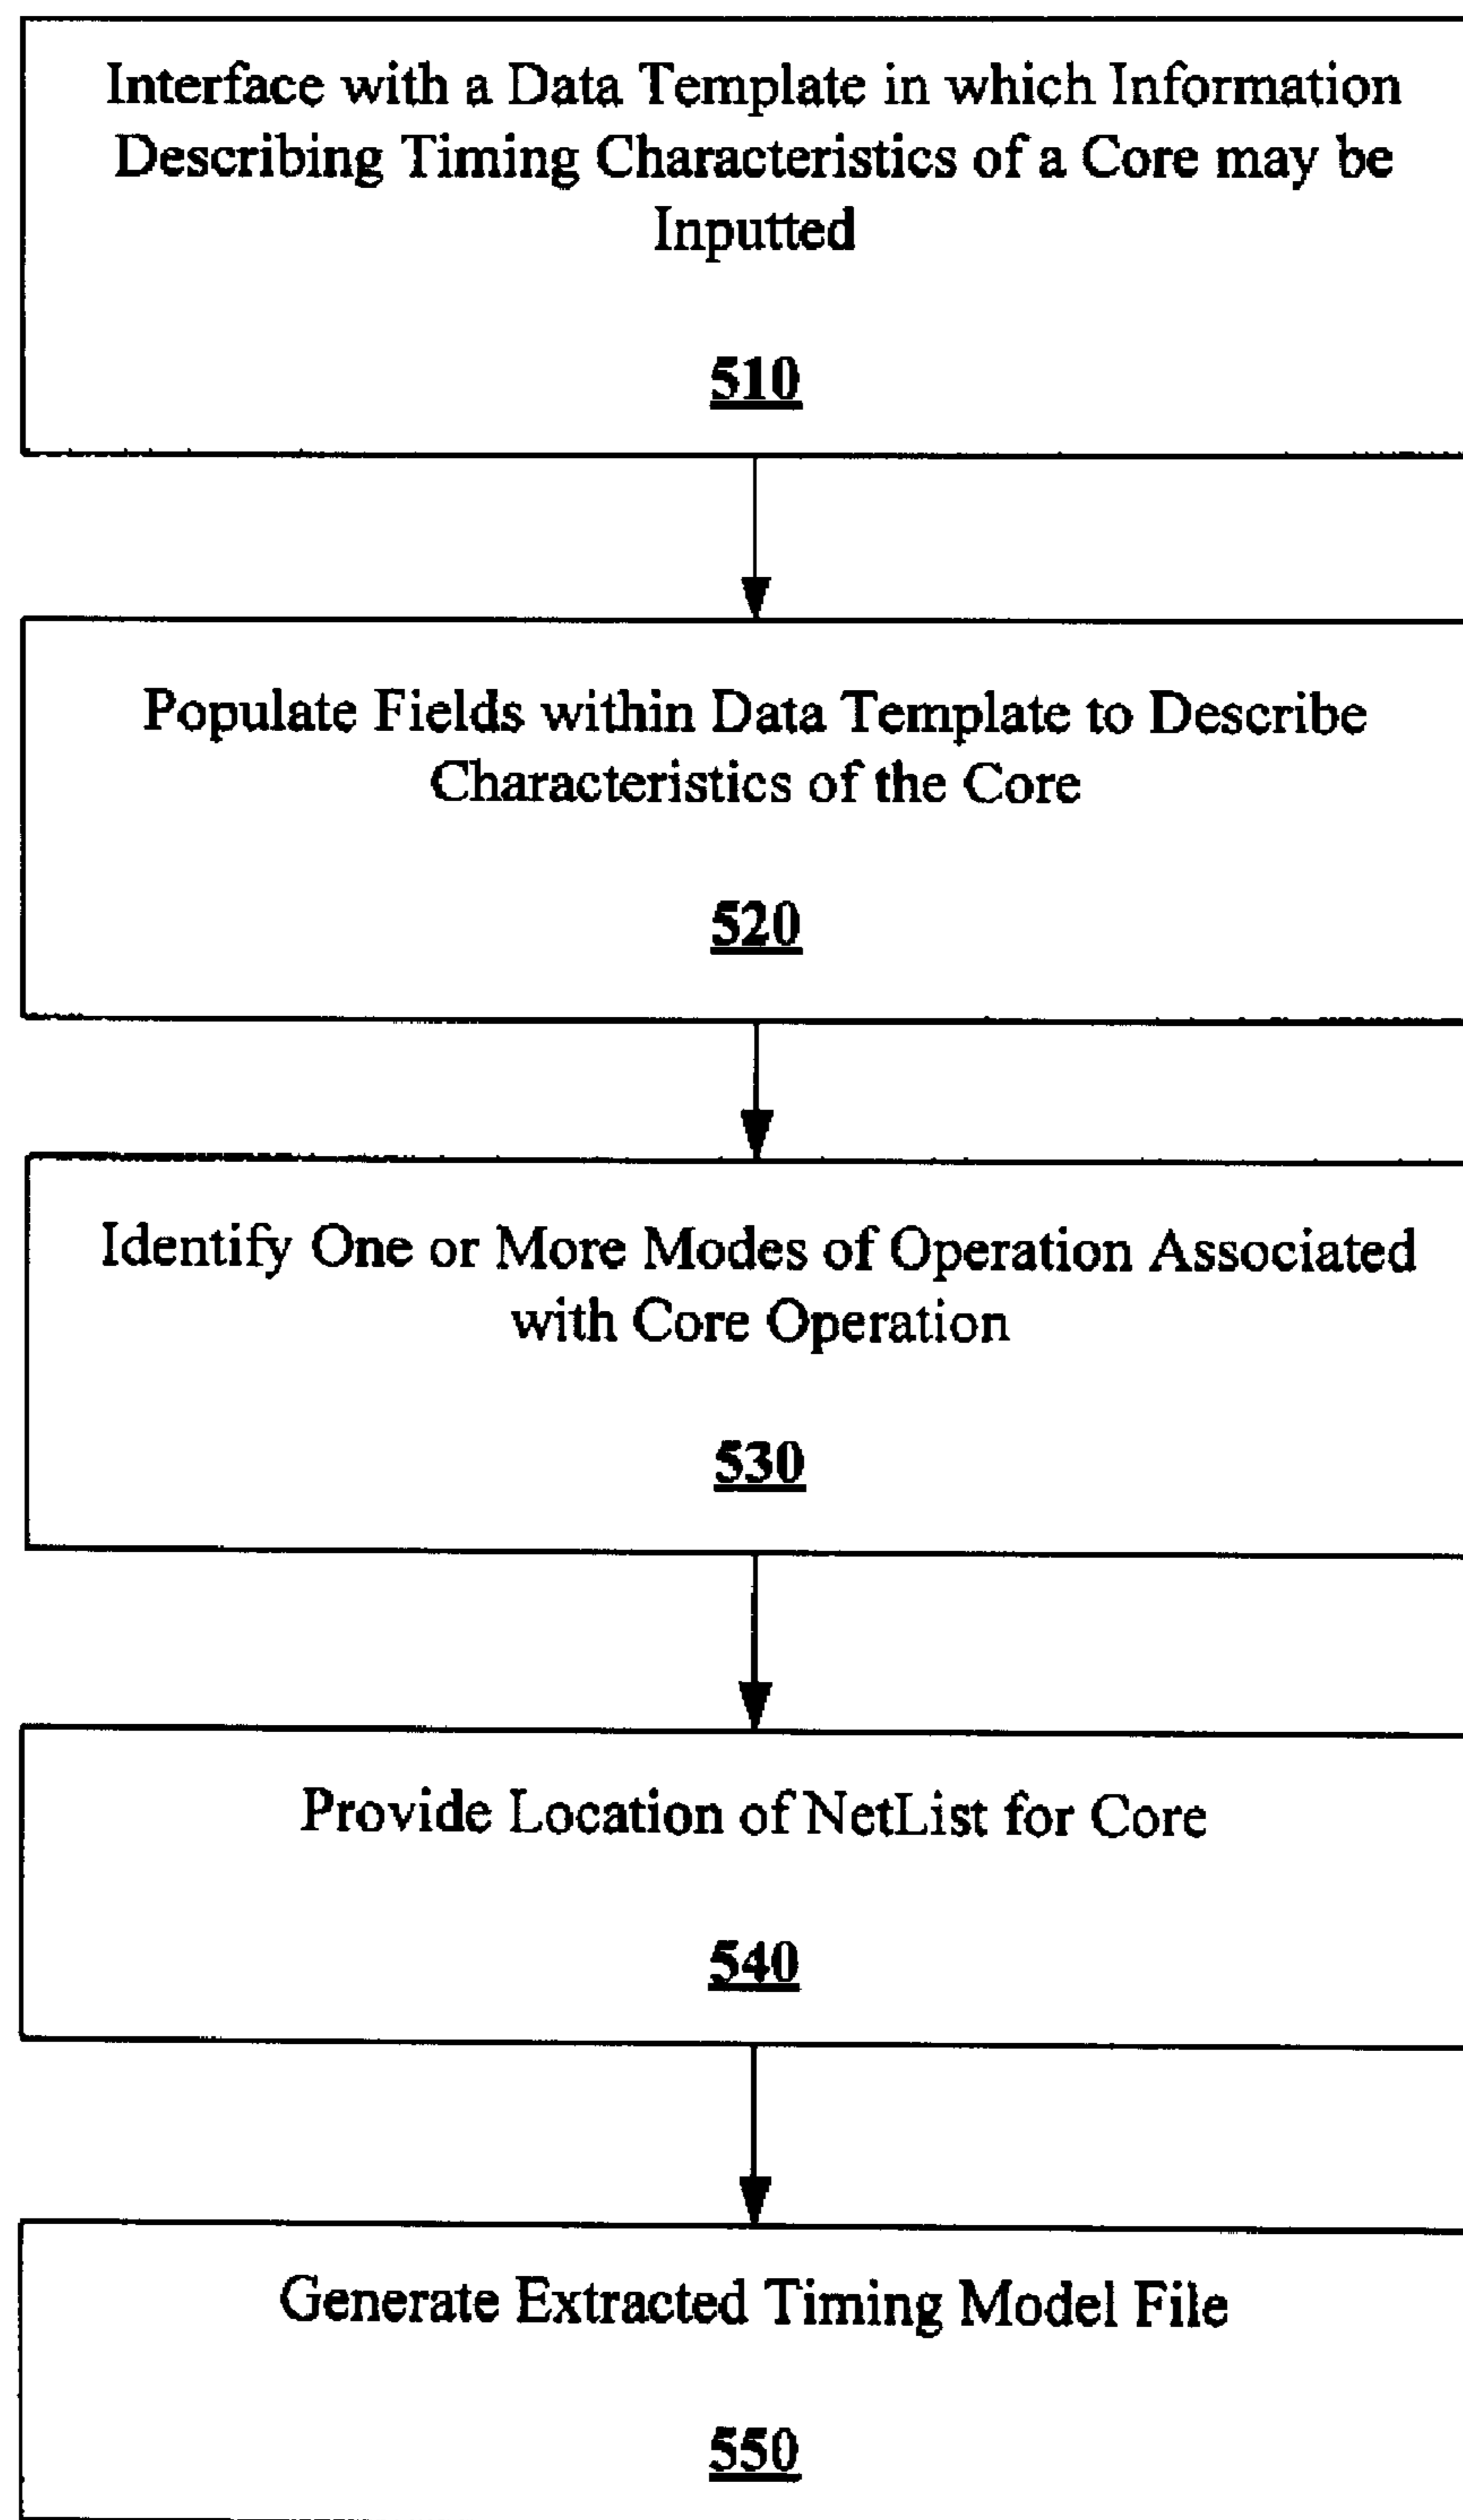 Interface with a Data Template in which Information
Describing Timing Characteristics of a Core may be
Inputted
510
Populate Fields within Data Template to Describe
Characteristics of the Core
520
Identify One or More Modes of Operation Associated
with Core Operation
530
Provide Location of NetList for Core
540
Generate Extracted Timing Model File
550